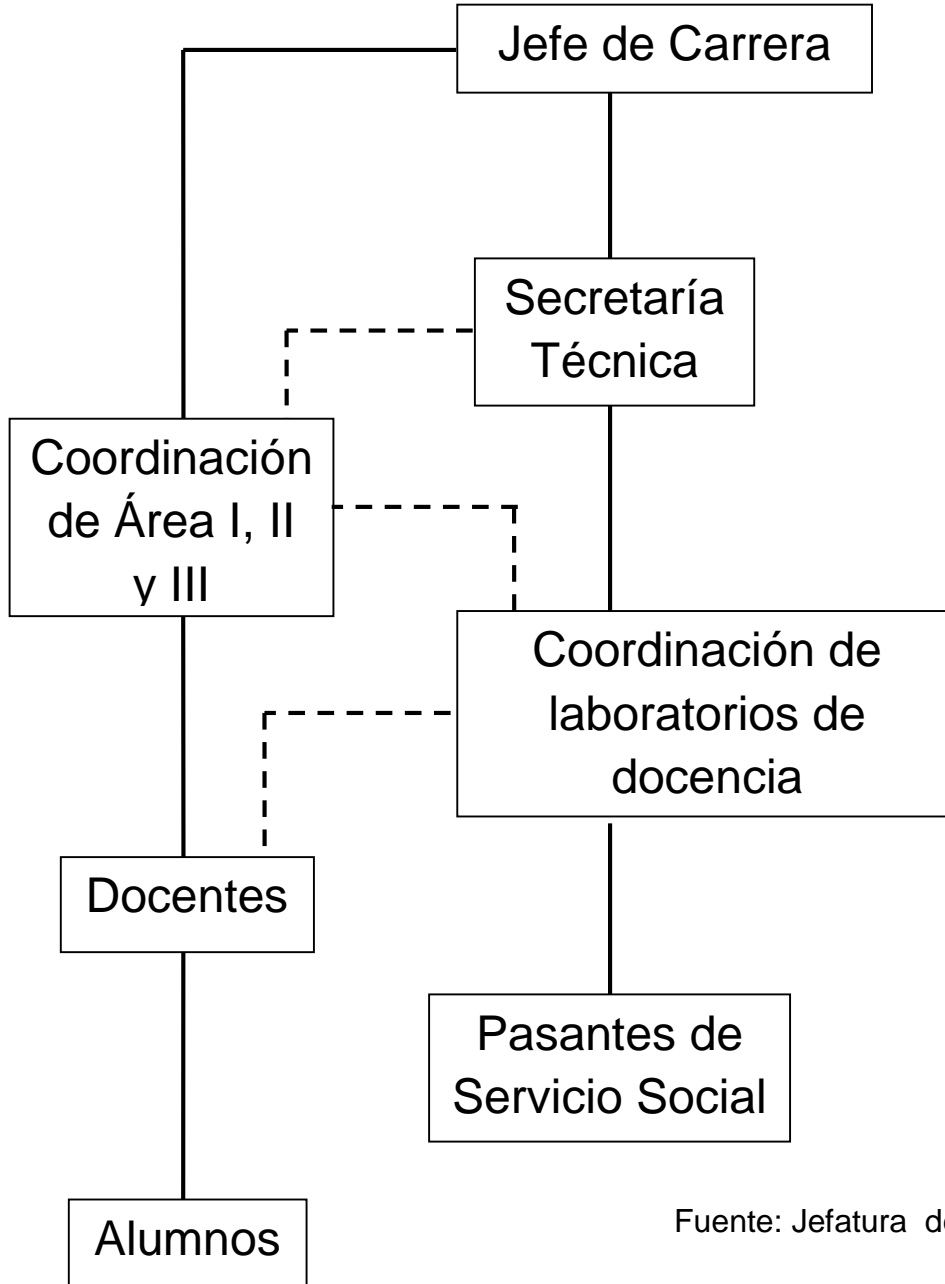 Jefe de Carrera
Secretaría
Técnica
Coordinación
de Área I, II
y III
Coordinación de
laboratorios de
docencia
Docentes
Pasantes de
Servicio Social
Alumnos
Fuente: Jefatura de